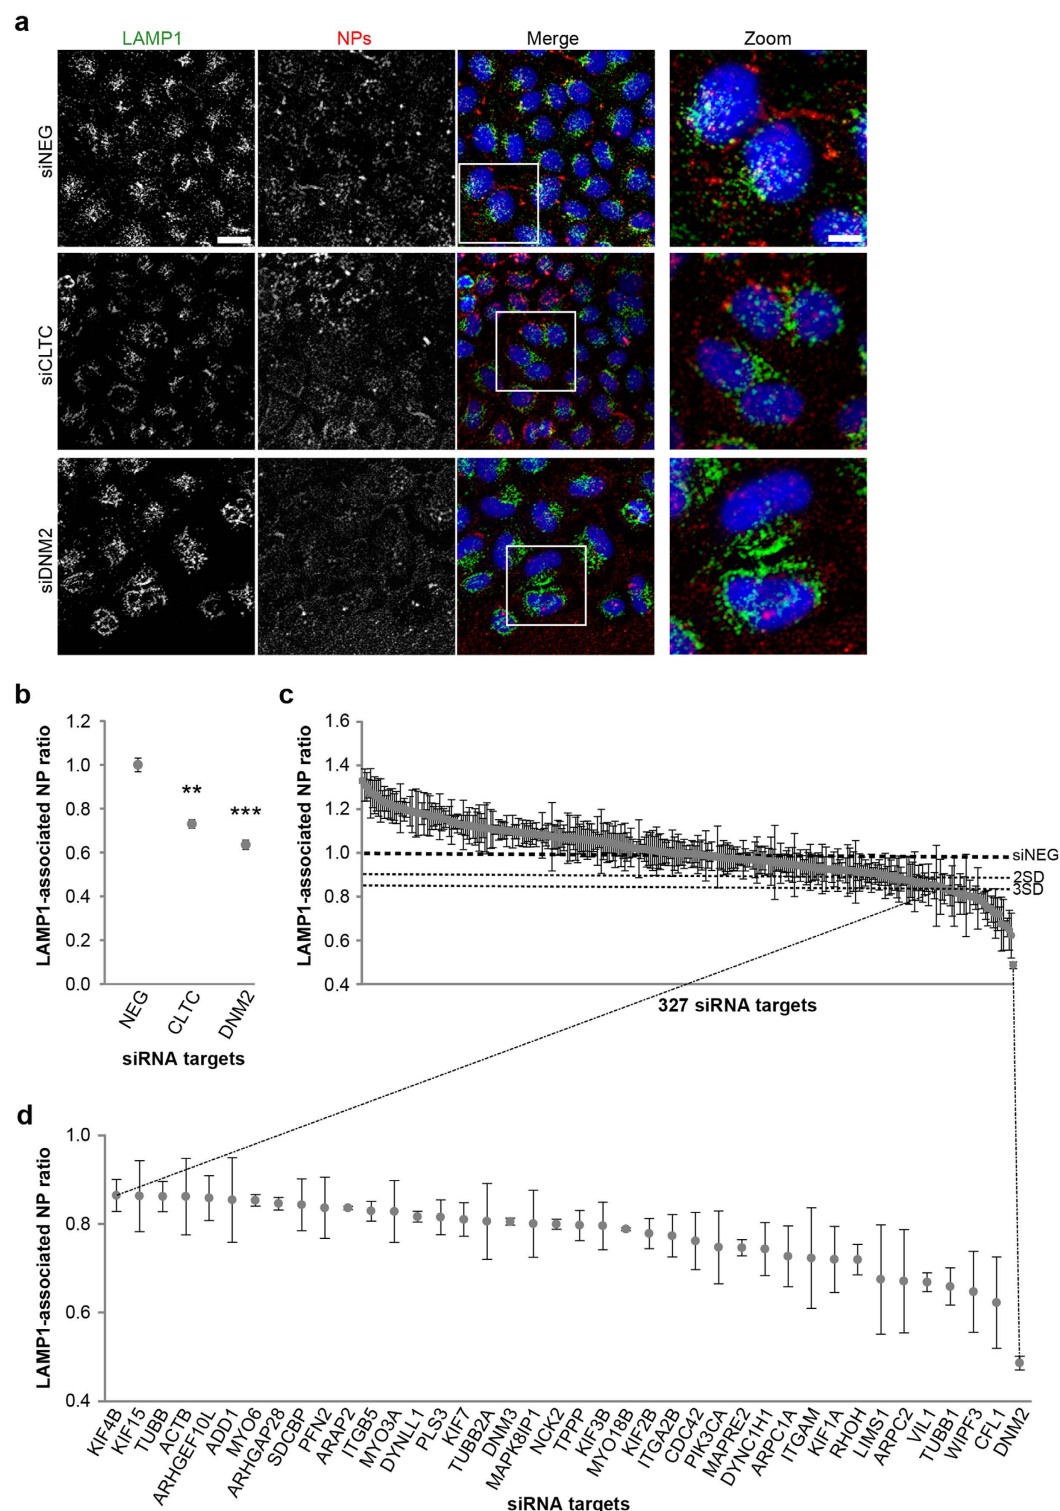 a
LAMP1 NPs Merge Zoom
siNEG
siCLTC
siDNM2
b
LAMP1-associated NP ratio
1.2
1.0
0.8
0.6
0.4
0.2
0.0
**
***
NEG CLTC DNM2
siRNA targets
c
LAMP1-associated NP ratio
1.6
1.4
1.2
1.0
0.8
0.6
0.4
siNEG
2SD
3SD
327 siRNA targets
d
LAMP1-associated NP ratio
1.0
0.8
0.6
0.4
KIF4B KIF15 TUBB ACTB ARHGEF10L ADD1 MYO6 ARHGAP28 SDCBP PFN2 ARAP2 ITGB5 MYO3A DYNLL1 PLS3 KIF7 TUBB2A DNM3 MAPK8IP1 NCK2 TPPP KIF3B MYO18B KIF2B ITGA2B CDC42 PIK3CA MAPRE2 DYNC1H1 ARPC1A ITGAM KIF1A RHOH LIMS1 ARPC2 VIL1 TUBB1 WIPF3 CFL1 DNM2
siRNA targets